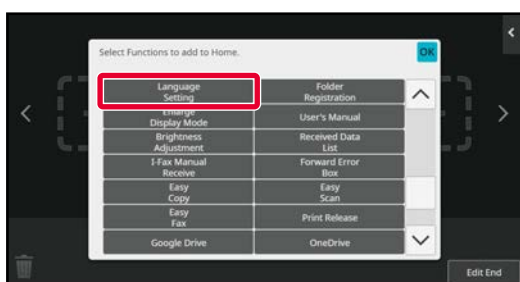 Select Functions to add to Home.
OK
Language
Setting
Folder
Registration
Enlarge
Display Mode
User's Manual
Brightness
Adjustment
Received Data
List
I-Fax Manual
Receive
Forward Error
Box
Easy
Copy
Easy
Scan
Easy
Fax
Print Release
Google Drive
OneDrive
Edit End